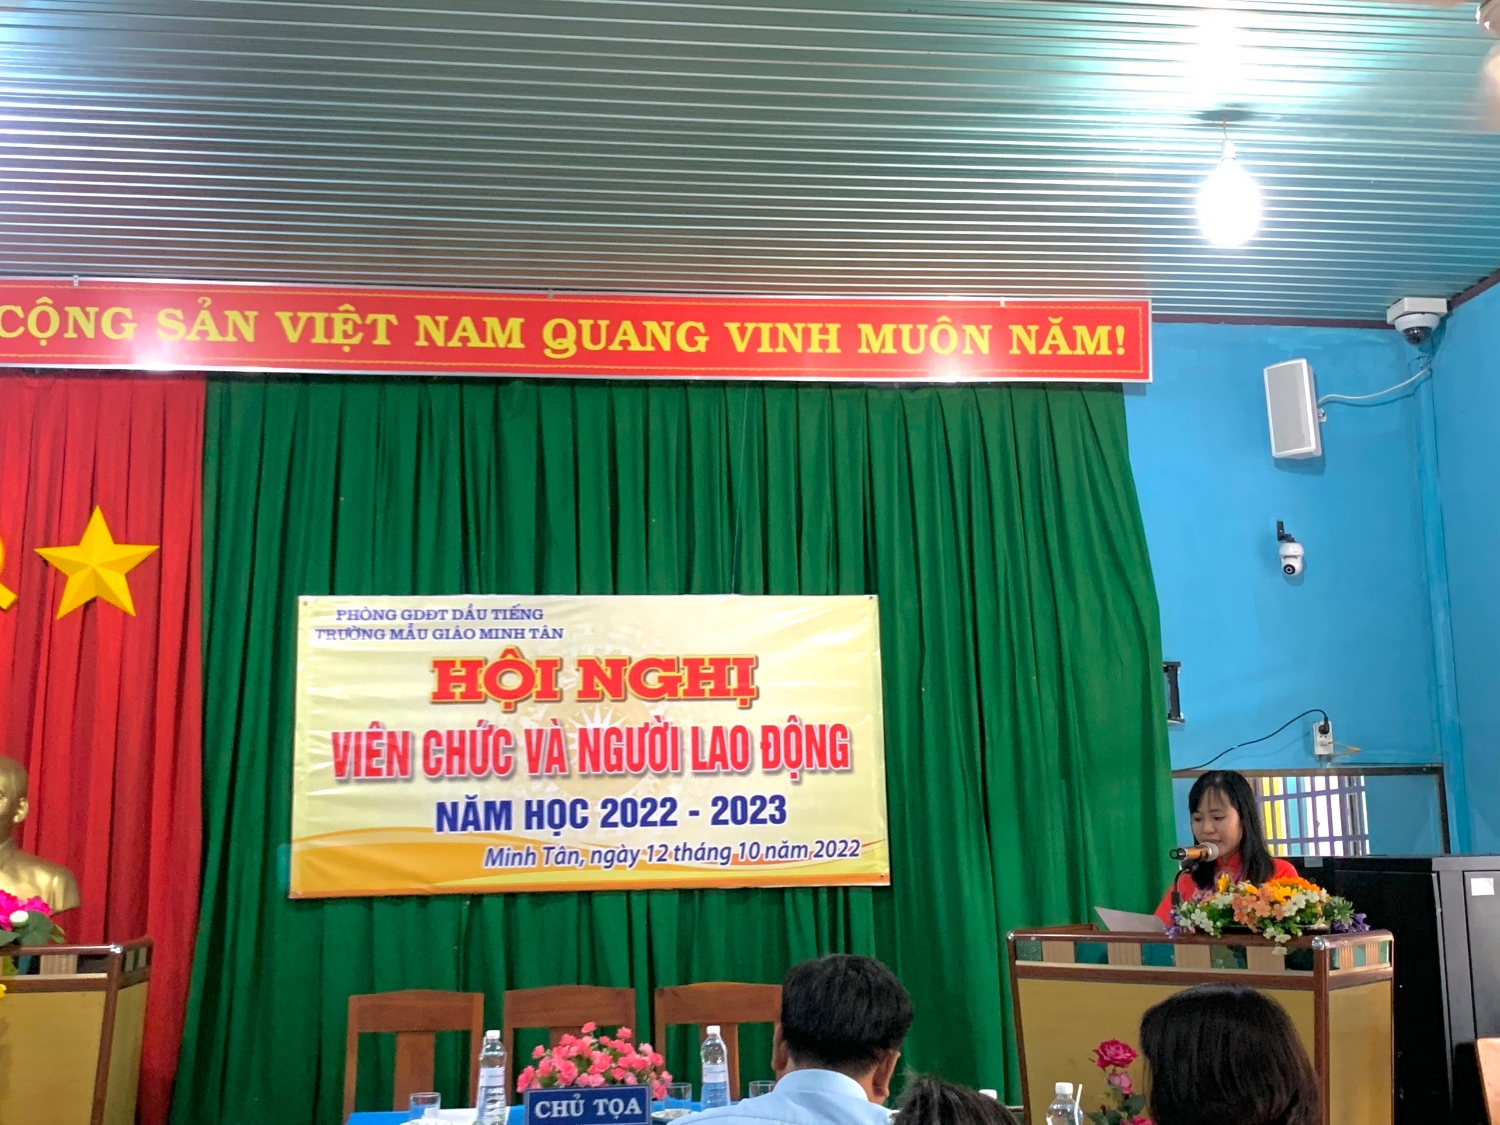 CỘNG SẢN VIỆT NAM QUANG VINH MUÔN NĂM!
PHÒNG GDĐT DẦU TIẾNG
TRƯỜNG MẪU GIÁO MINH TÂN
HỘI NGHỊ
VIÊN CHỨC VÀ NGƯỜI LAO ĐỘNG
NĂM HỌC 2022 - 2023
Minh Tân, ngày 12 tháng 10 năm 2022
CHỦ TỌA